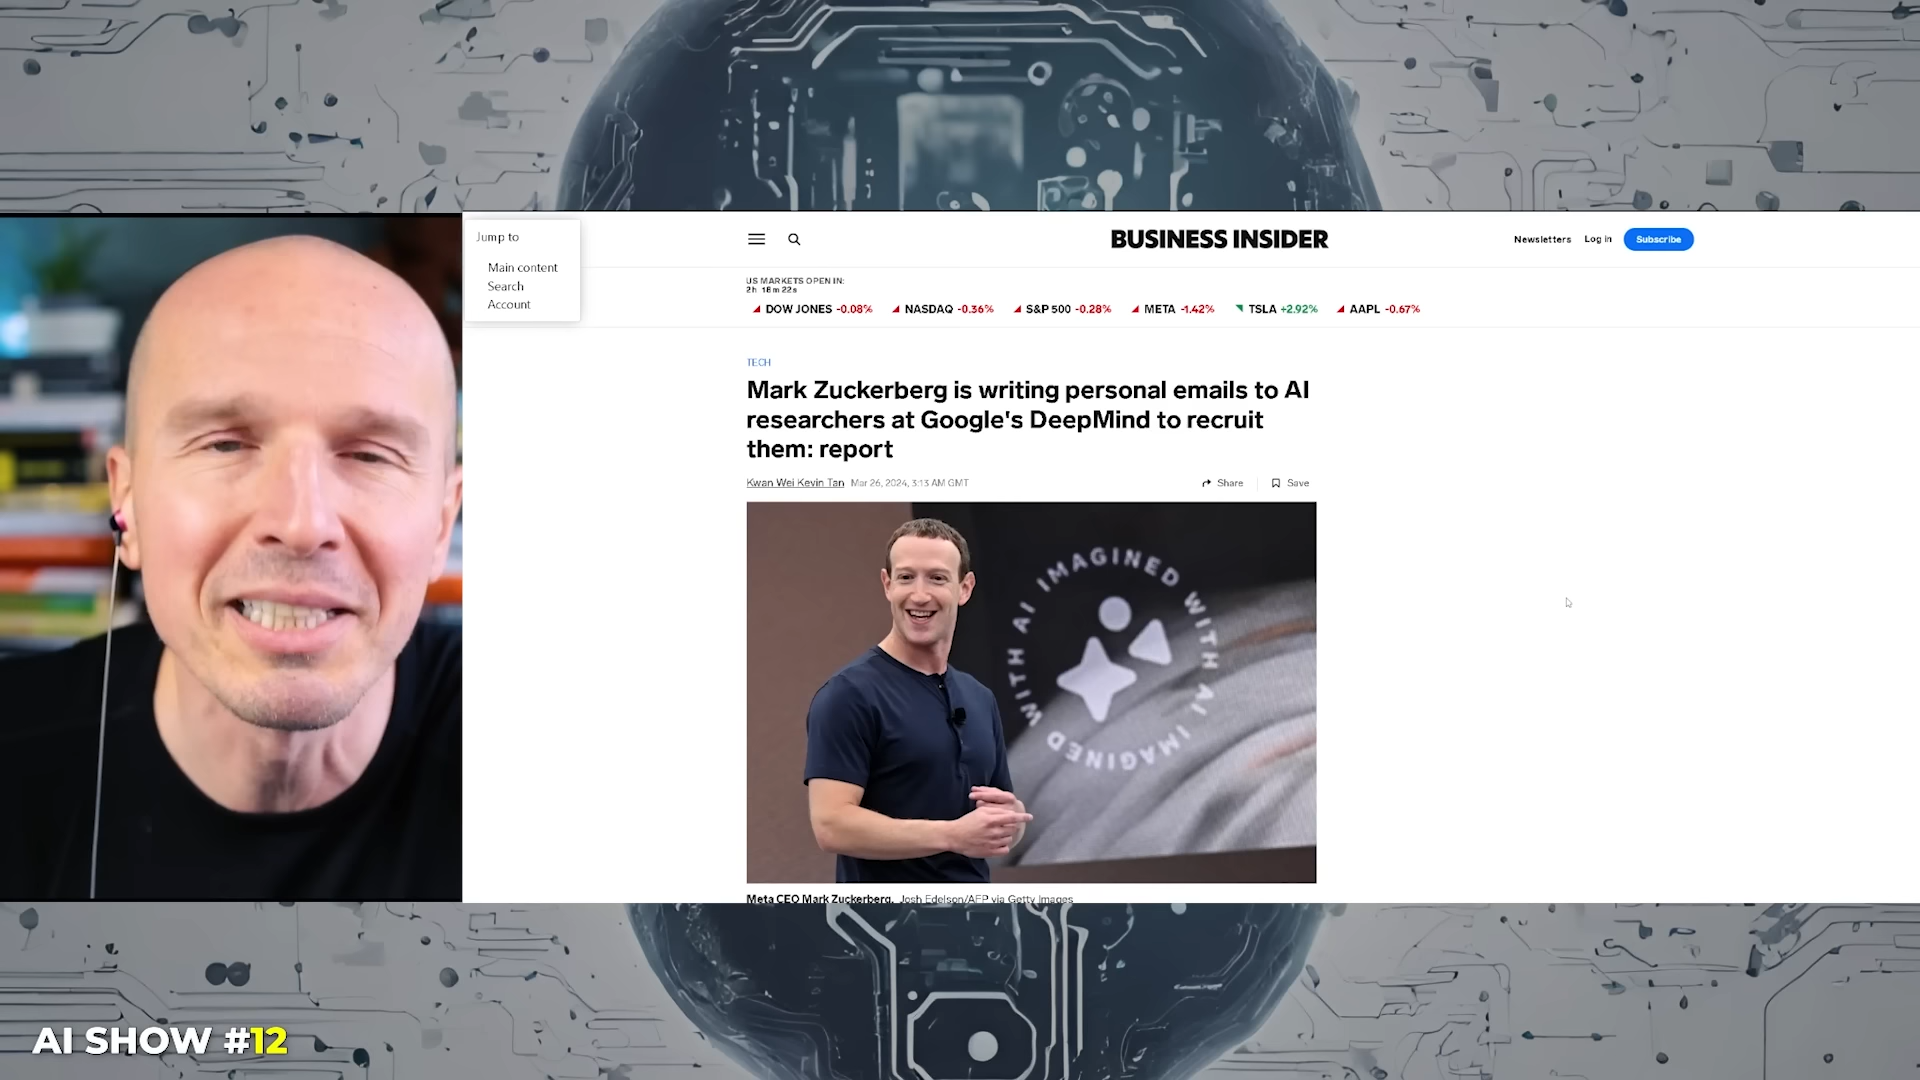 Jump to
Main content
Search
Account
BUSINESS INSIDER
Newsletters Log in Subscribe
US MARKETS OPEN IN:
2h 18m 22s
DOW JONES -0.08% NASDAQ -0.36% S&P 500 -0.28% META -1.42% TSLA +2.92% AAPL -0.67%
TECH
Mark Zuckerberg is writing personal emails to AI
researchers at Google's DeepMind to recruit
them: report
Kwan Wei Kevin Tan Mar 26, 2024, 3:13 AM GMT Share Save
IMAGINED WITH AI IMAGINED WITH AI
Meta CEO Mark Zuckerberg. Josh Edelson/AFP via Getty Images
AI SHOW #12